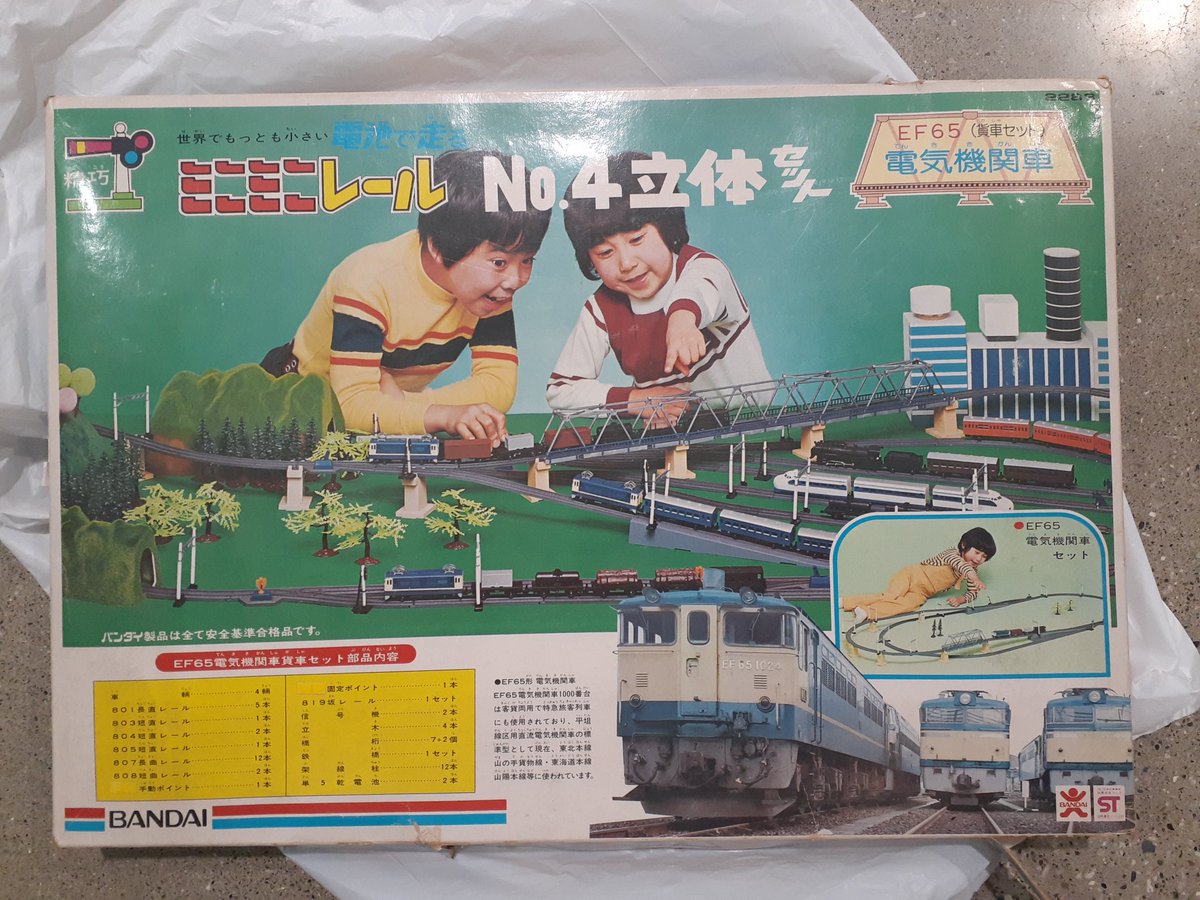 世界でもっとも小さい 電池で走る
精巧
ミニミニレール No.4 立体セット
EF65(貨車セット)
電気機関車
●EF65
電気機関車
セット
バンダイ製品は全て安全基準合格品です。
EF65電気機関車貨車セット部品内容
車輛 4輛
801長直レール 5本
803短直レール 1本
804短直レール 2本
805短直レール 1本
807長曲レール 12本
808短曲レール 2本
手動ポイント 1本
固定ポイント 1本
819坂レール 1セット
信号機 2本
立木 4本
橋桁 7+2個
鉄橋 1セット
架線柱 12本
単5乾電池 2本
●EF65形 電気機関車
EF65電気機関車1000番台
は客貨両用で特急旅客列車
にも使用されており、平坦
線区用直流電気機関車の標
準型として現在、東北本線
山の手貨物線・東海道本線
山陽本線等に使われています。
EF65 1024
BANDAI
BANDAI
ST